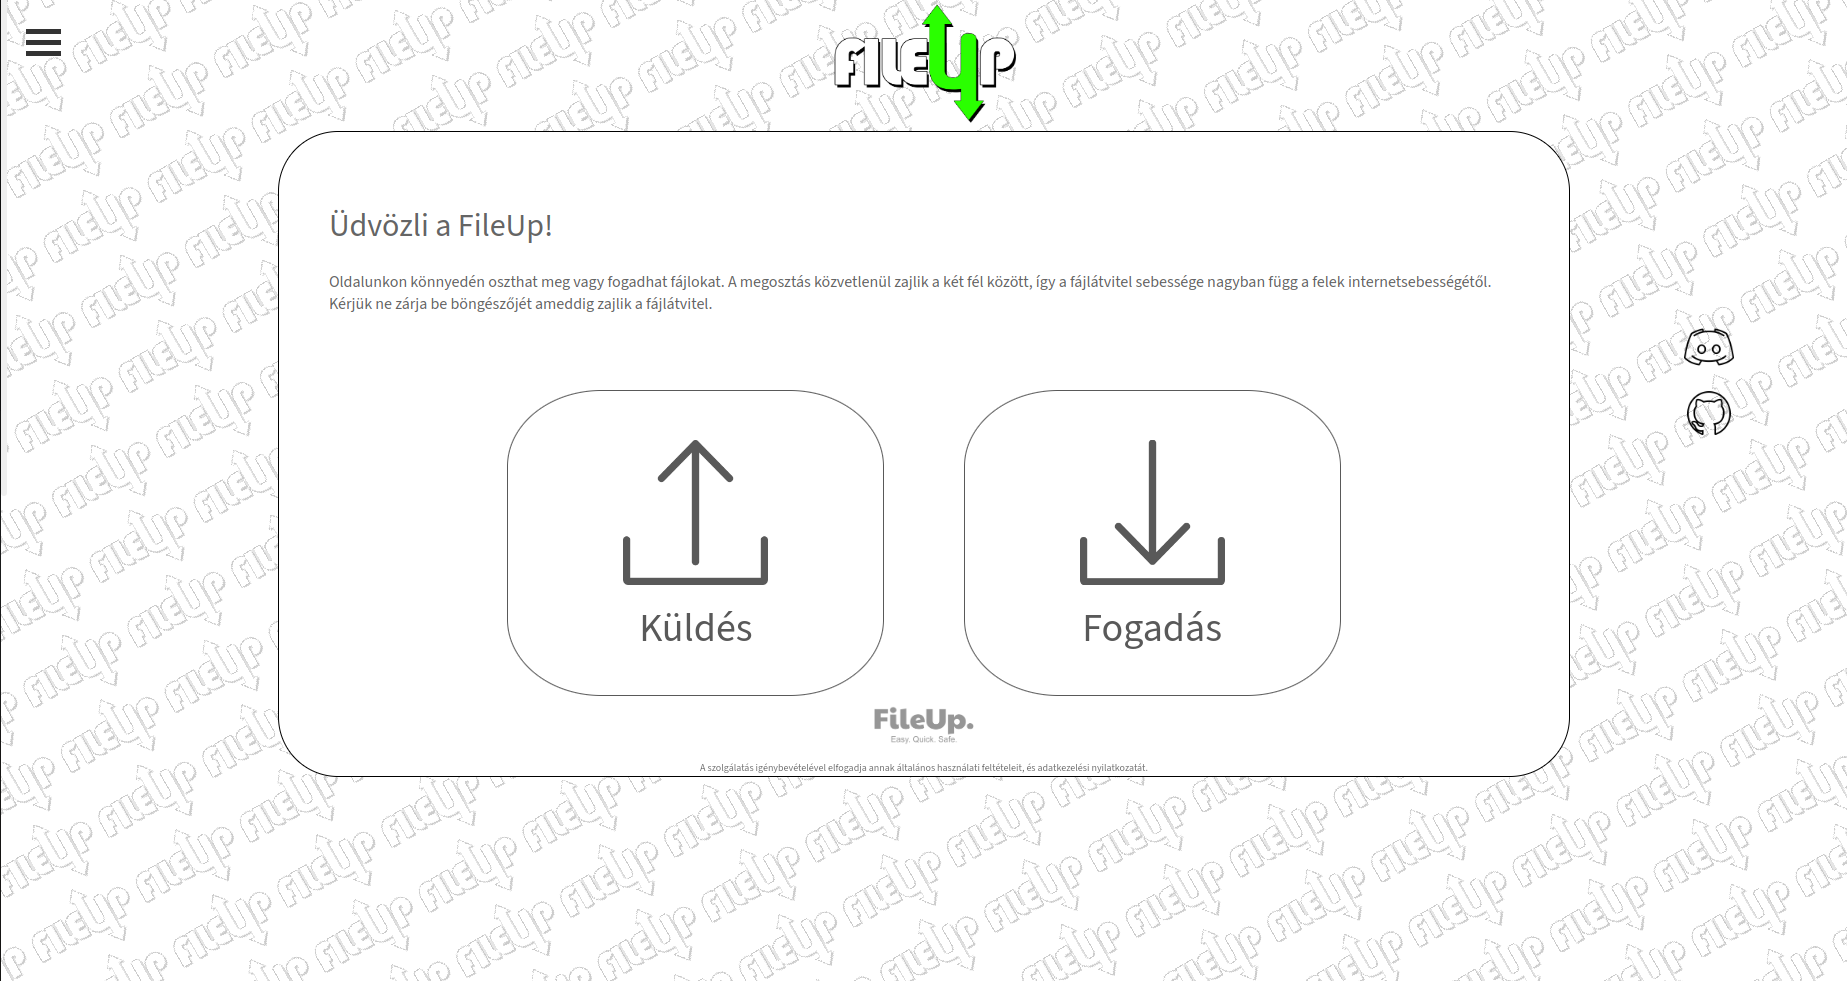 FILEUP
Üdvözli a FileUp!
Oldalunkon könnyedén oszthat meg vagy fogadhat fájlokat. A megosztás közvetlenül zajlik a két fél között, így a fájlátvitel sebessége nagyban függ a felek internetsebességétől.
Kérjük ne zárja be böngészőjét ameddig zajlik a fájlátvitel.
Küldés
Fogadás
FileUp.
Easy. Quick. Safe.
A szolgálatás igénybevételével elfogadja annak általános használati feltételeit, és adatkezelési nyilatkozatát.